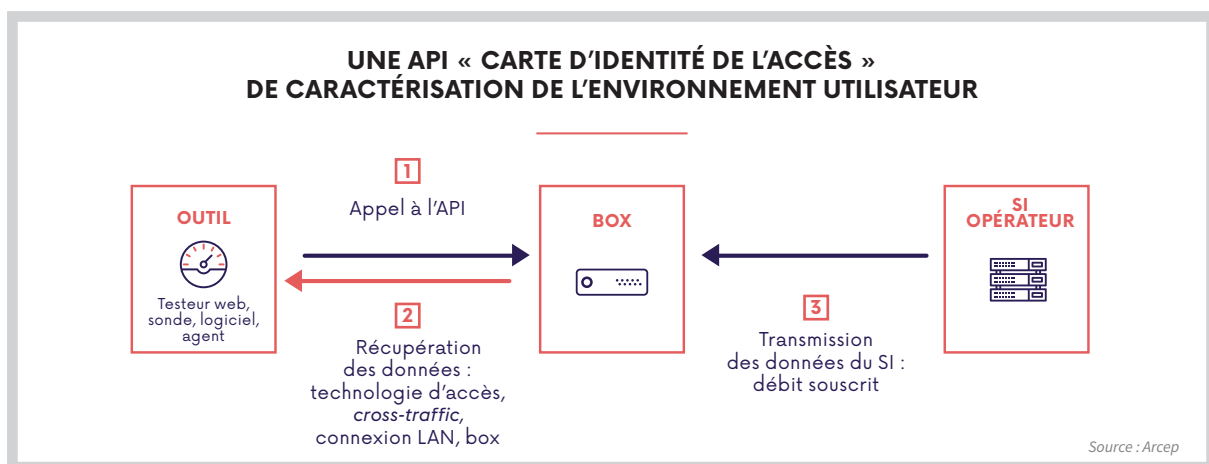 UNE API « CARTE D'IDENTITÉ DE L'ACCÈS »
DE CARACTÉRISATION DE L'ENVIRONNEMENT UTILISATEUR
OUTIL
Testeur web,
sonde, logiciel,
agent
1
Appel à l'API
2
Récupération
des données :
technologie d'accès,
cross-traffic,
connexion LAN, box
BOX
3
Transmission
des données du SI :
débit souscrit
SI
OPÉRATEUR
Source : Arcep